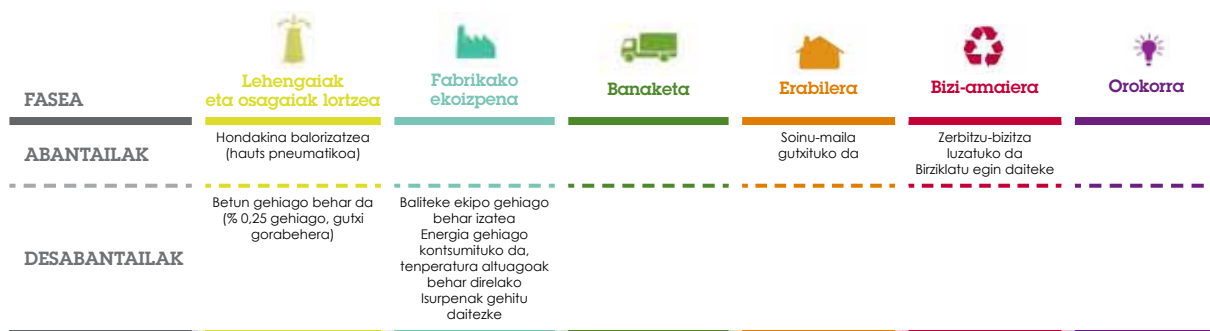 FASEA
Lehengaiak
eta osagaiak lortzea
Fabrikako
ekoizpena
Banaketa
Erabilera
Bizi-amaiera
Orokorra
ABANTAILAK
Hondakina balorizatzea
(hauts pneumatikoa)
Soinu-maila
gutxituko da
Zerbitzu-bizitza
luzatuko da
Birziklatu egin daiteke
DESABANTAILAK
Betun gehiago behar da
(% 0,25 gehiago, gutxi
gorabehera)
Baliteke ekipo gehiago
behar izatea
Energia gehiago
kontsumituko da,
tenperatura altuagoak
behar direlako
Isurpenak gehitu
daitezke